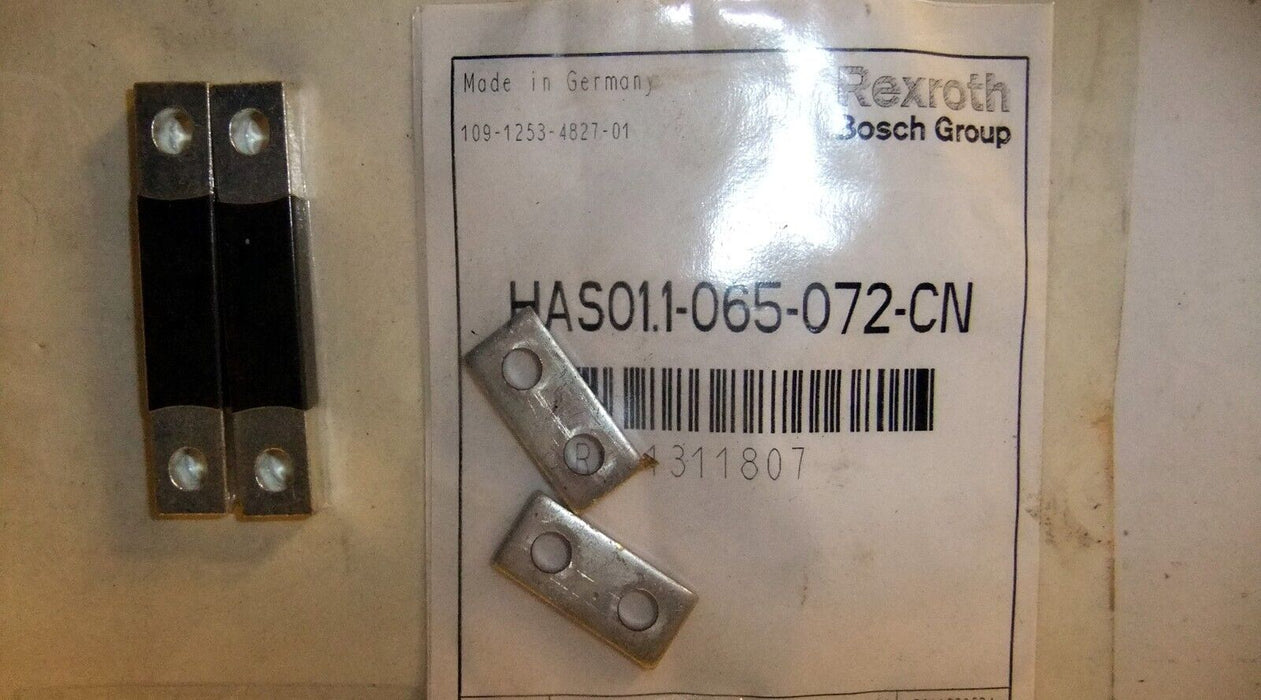 Made in Germany
Rexroth
109-1253-4827-01
Bosch Group
HAS01.1-065-072-CN
1311807